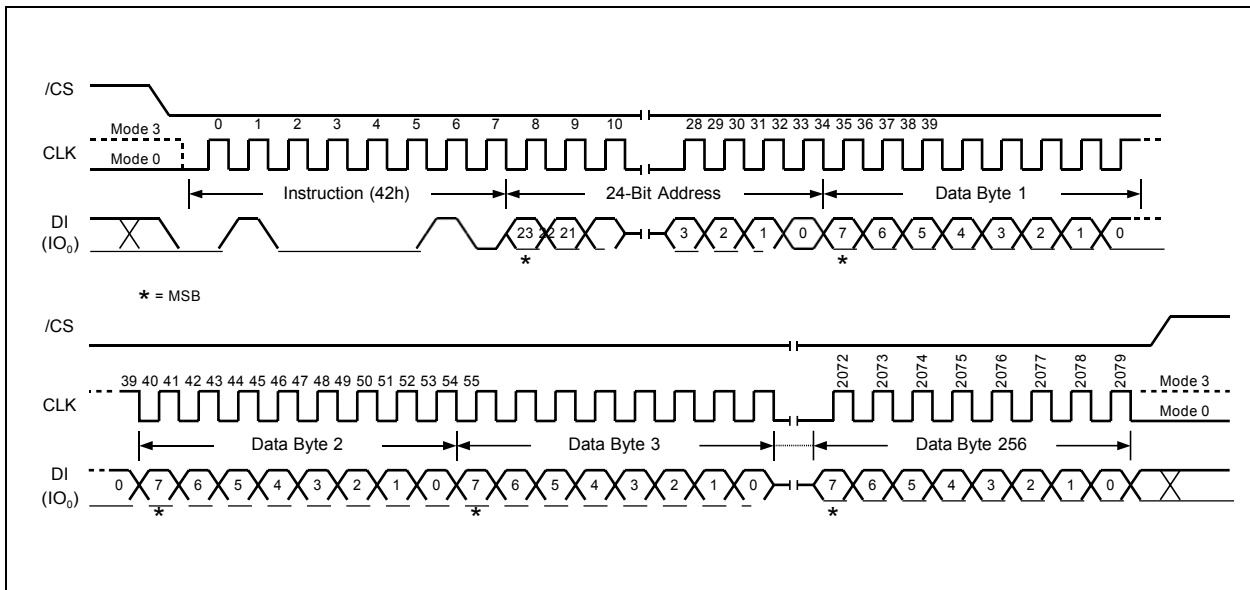 /CS
0 1 2 3 4 5 6 7 8 9 10 28 29 30 31 32 33 34 35 36 37 38 39
Mode 3
CLK
Mode 0
Instruction (42h) 24-Bit Address Data Byte 1
DI
(IO₀)
23 22 21 3 2 1 0 7 6 5 4 3 2 1 0
* *
* = MSB
/CS
39 40 41 42 43 44 45 46 47 48 49 50 51 52 53 54 55 2072 2073 2074 2075 2076 2077 2078 2079
Mode 3
CLK
Mode 0
Data Byte 2 Data Byte 3 Data Byte 256
DI
(IO₀)
0 7 6 5 4 3 2 1 0 7 6 5 4 3 2 1 0 7 6 5 4 3 2 1 0
* * *